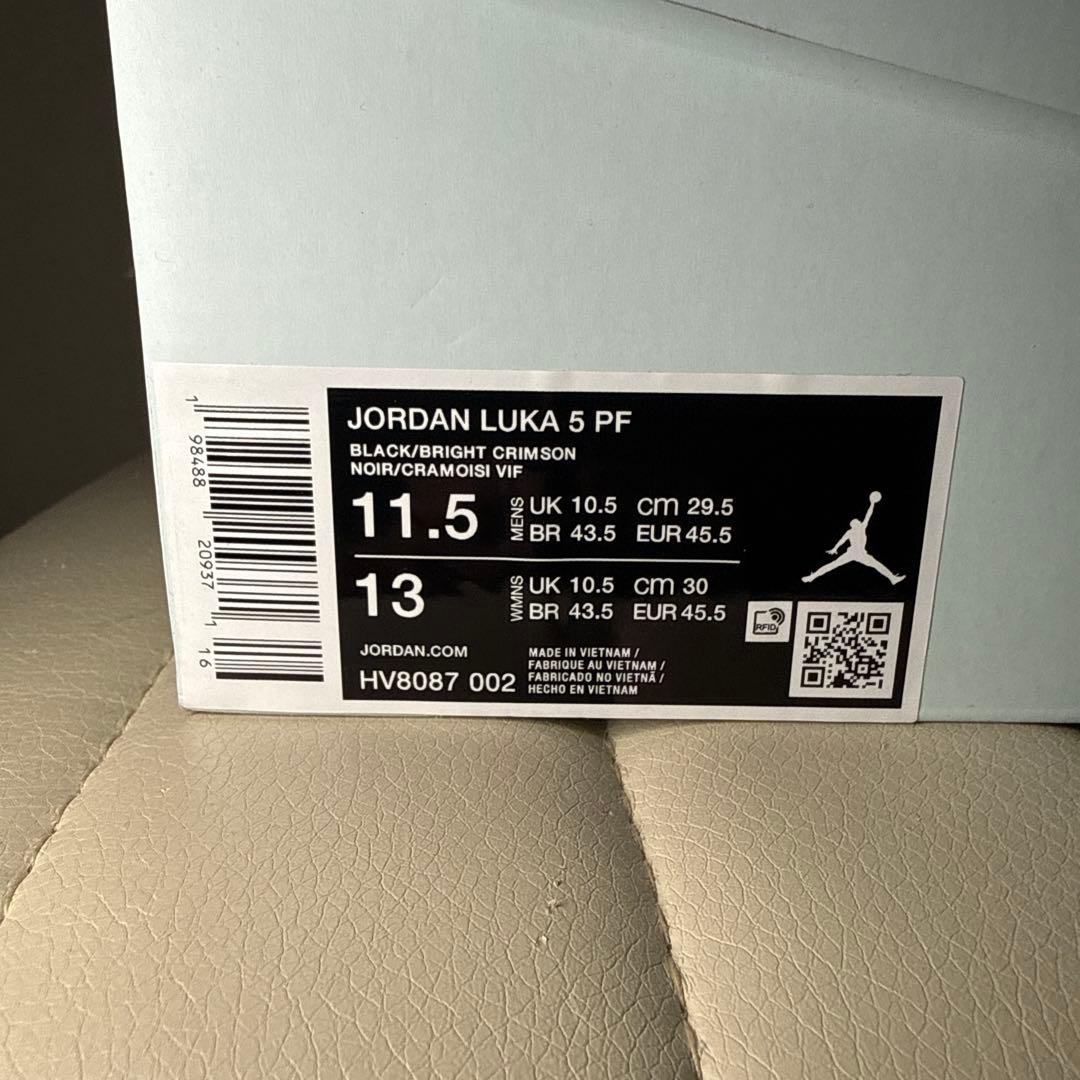 JORDAN LUKA 5 PF
BLACK/BRIGHT CRIMSON
NOIR/CRAMOISI VIF
11.5 MENS UK 10.5 cm 29.5
BR 43.5 EUR 45.5
13 WMNS UK 10.5 cm 30
BR 43.5 EUR 45.5
JORDAN.COM
HV8087 002
MADE IN VIETNAM /
FABRIQUE AU VIETNAM /
FABRICADO NO VIETNÃ /
HECHO EN VIETNAM
RFID
1 98488 20937 1 16